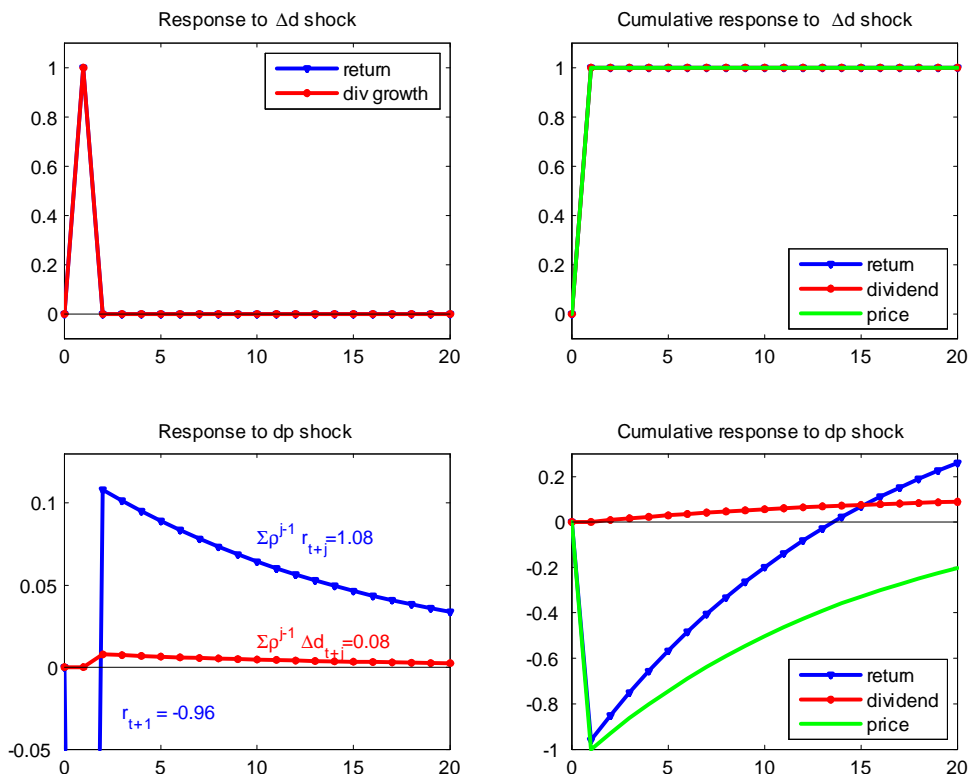 Response to Δd shock
1
0.8
0.6
0.4
0.2
0
0 5 10 15 20
return
div growth
Cumulative response to Δd shock
1
0.8
0.6
0.4
0.2
0
0 5 10 15 20
return
dividend
price
Response to dp shock
0.1
0.05
0
-0.05
0 5 10 15 20
Σρ^{j-1} r_{t+j}=1.08
Σρ^{j-1} Δd_{t+j}=0.08
r_{t+1} = -0.96
Cumulative response to dp shock
0.2
0
-0.2
-0.4
-0.6
-0.8
-1
0 5 10 15 20
return
dividend
price